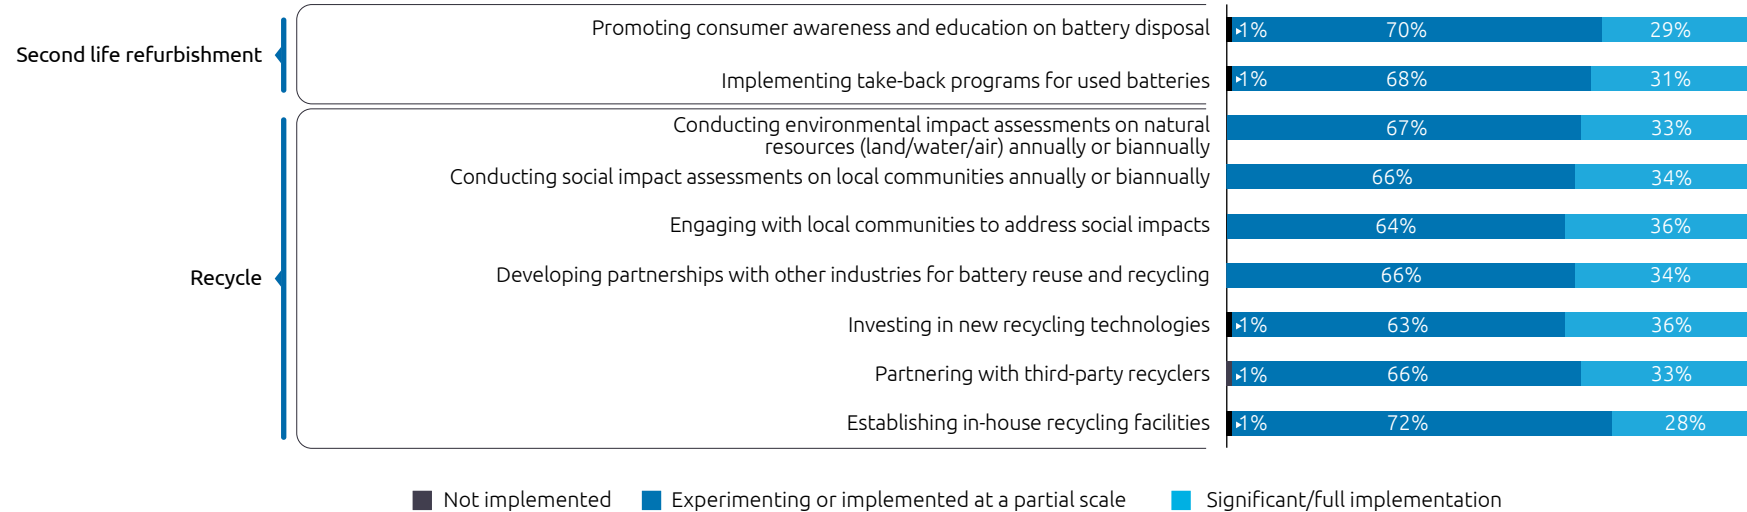 Second life refurbishment
Promoting consumer awareness and education on battery disposal
1% 70% 29%
Implementing take-back programs for used batteries
1% 68% 31%
Recycle
Conducting environmental impact assessments on natural
resources (land/water/air) annually or biannually
67% 33%
Conducting social impact assessments on local communities annually or biannually
66% 34%
Engaging with local communities to address social impacts
64% 36%
Developing partnerships with other industries for battery reuse and recycling
66% 34%
Investing in new recycling technologies
1% 63% 36%
Partnering with third-party recyclers
1% 66% 33%
Establishing in-house recycling facilities
1% 72% 28%
Not implemented
Experimenting or implemented at a partial scale
Significant/full implementation